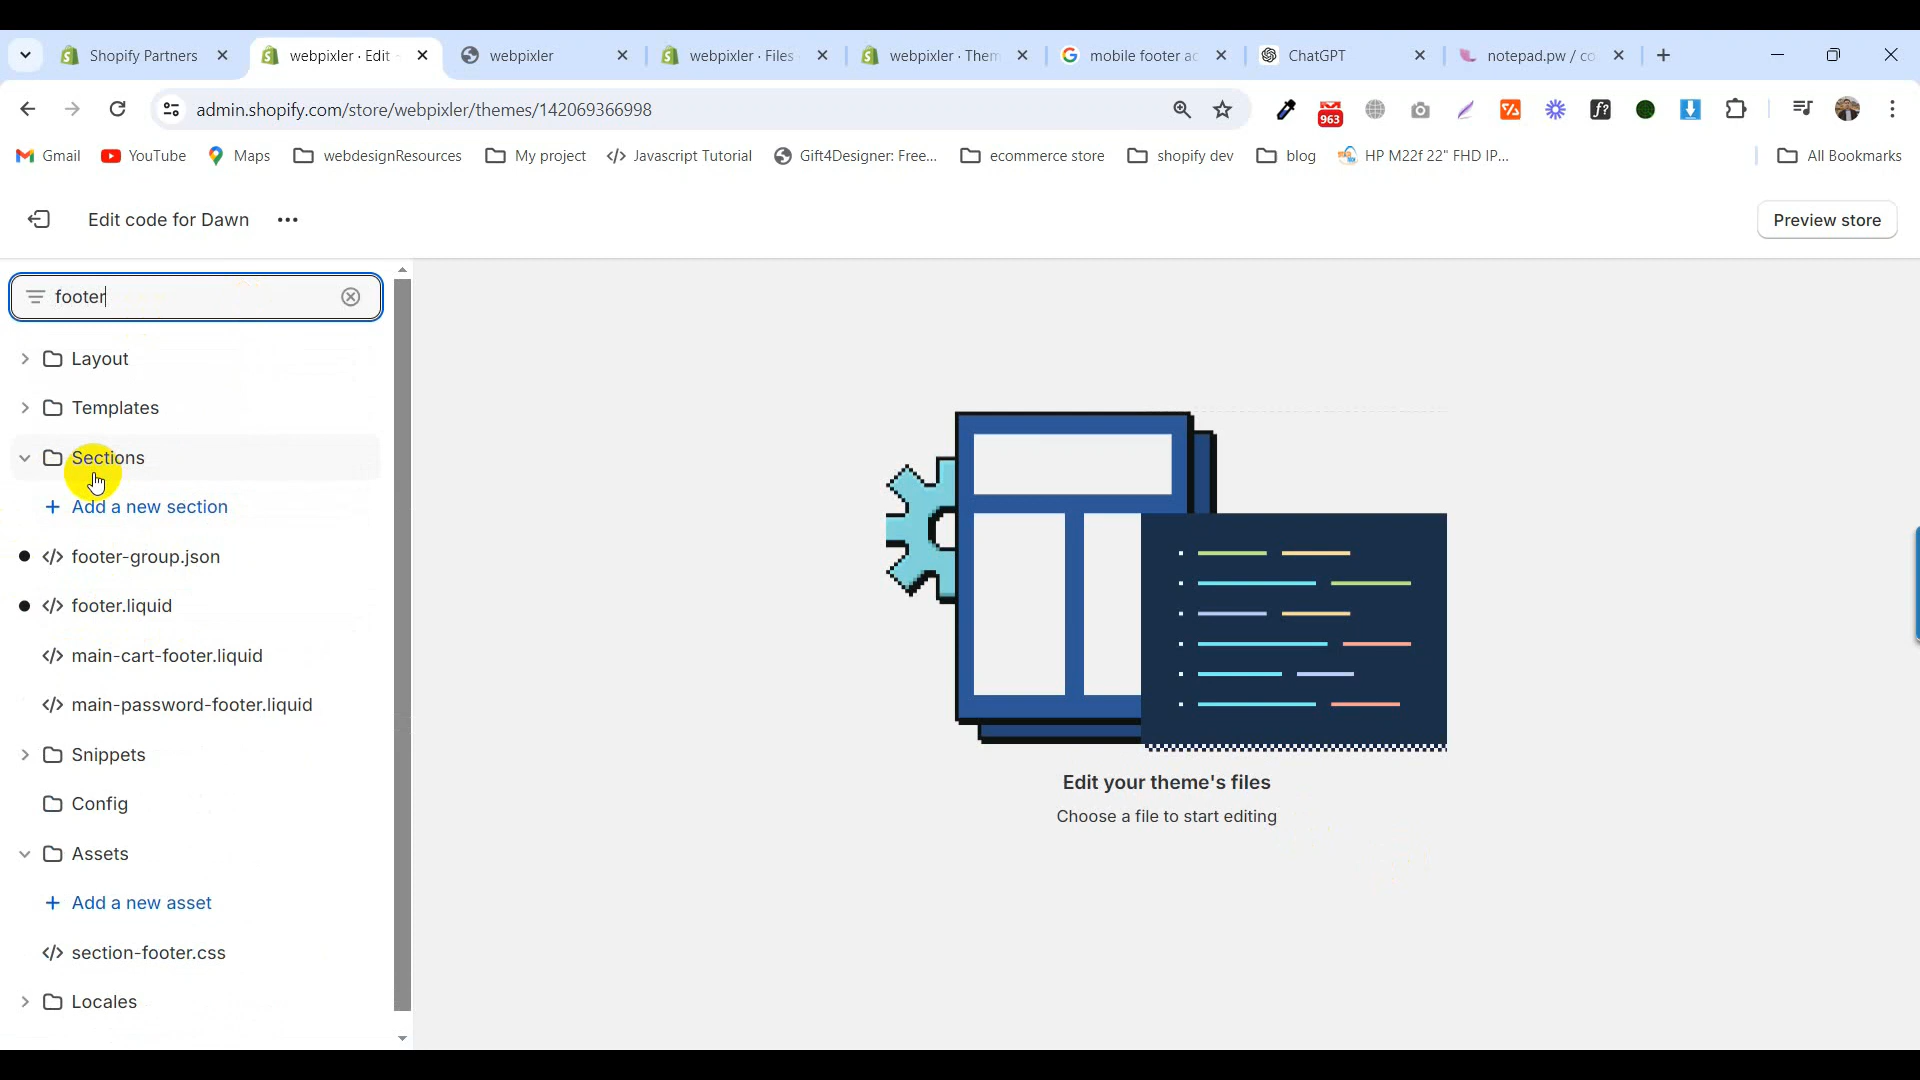 Shopify Partners
webpixler · Edit
webpixler
webpixler · Files
webpixler · Them
mobile footer ac
ChatGPT
notepad.pw / co
admin.shopify.com/store/webpixler/themes/142069366998
963
f?
Gmail
YouTube
Maps
webdesignResources
My project
Javascript Tutorial
Gift4Designer: Free...
ecommerce store
shopify dev
blog
HP M22f 22" FHD IP...
All Bookmarks
Edit code for Dawn
Preview store
footer
Layout
Templates
Sections
+ Add a new section
</> footer-group.json
</> footer.liquid
</> main-cart-footer.liquid
</> main-password-footer.liquid
Snippets
Config
Assets
+ Add a new asset
</> section-footer.css
Locales
Edit your theme's files
Choose a file to start editing